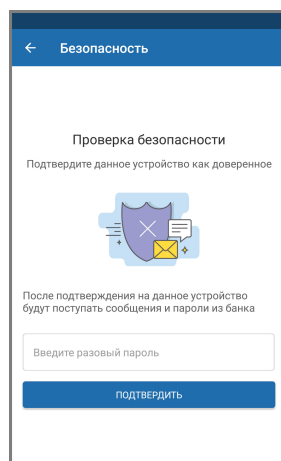 Безопасность
Проверка безопасности
Подтвердите данное устройство как доверенное
После подтверждения на данное устройство
будут поступать сообщения и пароли из банка
Введите разовый пароль
ПОДТВЕРДИТЬ